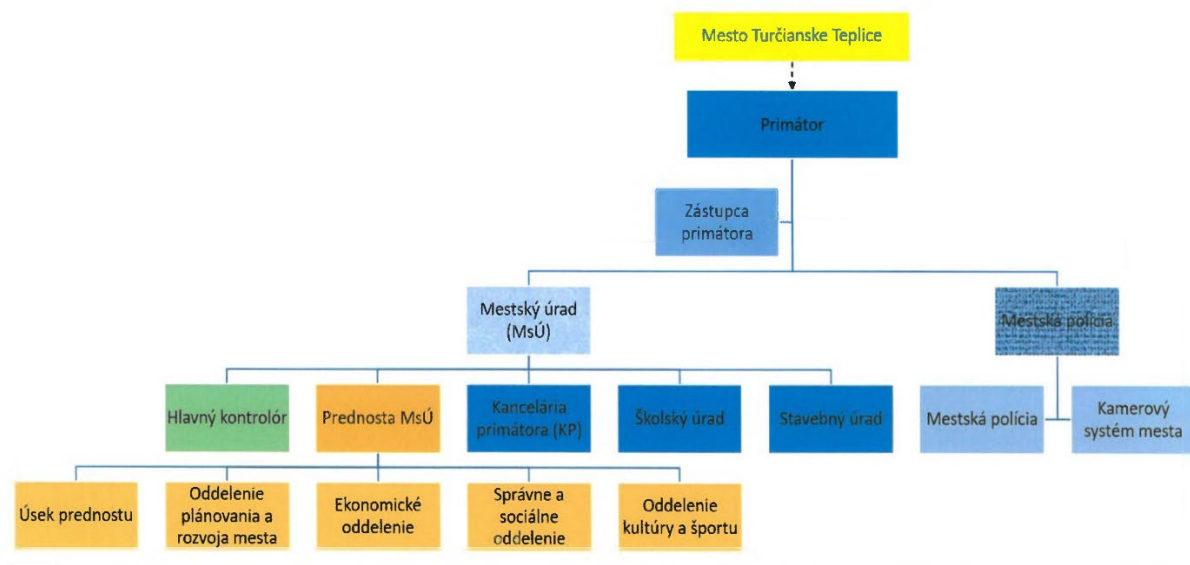 Mesto Turčianske Teplice
Primátor
Zástupca
primátora
Mestský úrad
(MsÚ)
Mestská polícia
Hlavný kontrolór
Prednosta MsÚ
Kancelária
primátora (KP)
Školský úrad
Stavebný úrad
Mestská polícia
Kamerový
systém mesta
Úsek prednostu
Oddelenie
plánovania a
rozvoja mesta
Ekonomické
oddelenie
Správne a
sociálne
oddelenie
Oddelenie
kultúry a športu